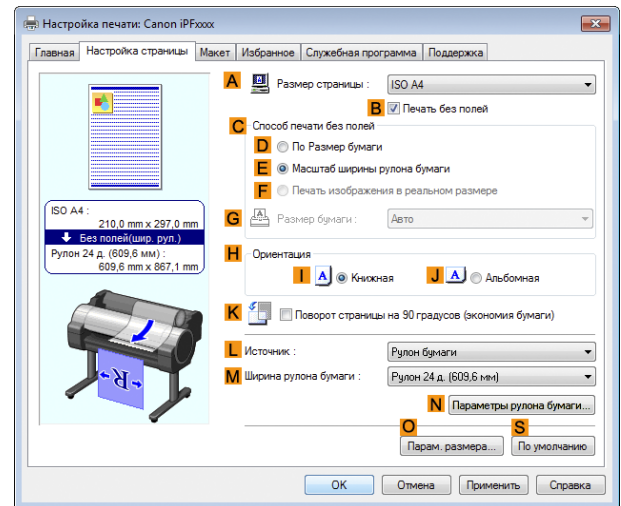 Настройка печати: Canon iPFxxxx
Главная Настройка страницы Макет Избранное Служебная программа Поддержка
A Размер страницы : ISO A4
B Печать без полей
C Способ печати без полей
D По Размер бумаги
E Масштаб ширины рулона бумаги
F Печать изображения в реальном размере
G Размер бумаги : Авто
ISO A4 :
210,0 mm x 297,0 mm
Без полей(шир. рул.)
Рулон 24 д. (609,6 мм) :
609,6 mm x 867,1 mm
R
H Ориентация
I A Книжная J A Альбомная
K Поворот страницы на 90 градусов (экономия бумаги)
L Источник : Рулон бумаги
M Ширина рулона бумаги : Рулон 24 д. (609,6 мм)
N Параметры рулона бумаги...
O S
Парам. размера... По умолчанию
OK Отмена Применить Справка